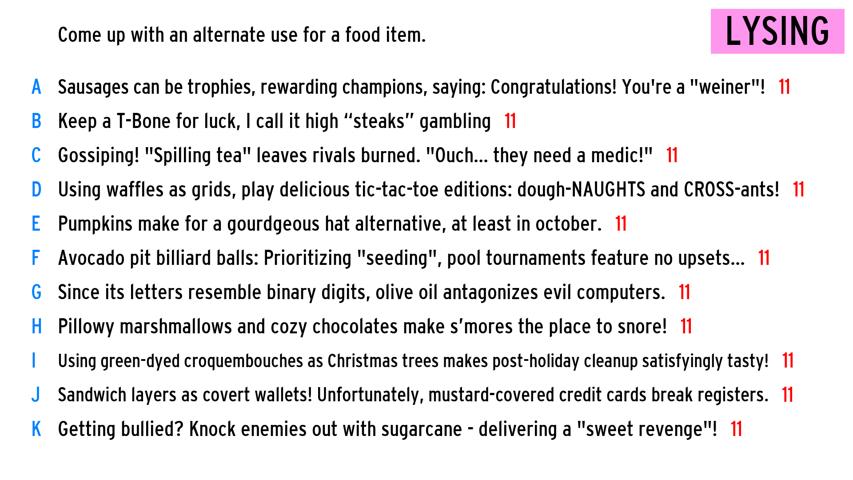 Come up with an alternate use for a food item.
LYSING
A Sausages can be trophies, rewarding champions, saying: Congratulations! You're a "weiner"! 11
B Keep a T-Bone for luck, I call it high “steaks” gambling 11
C Gossiping! "Spilling tea" leaves rivals burned. "Ouch... they need a medic!" 11
D Using waffles as grids, play delicious tic-tac-toe editions: dough-NAUGHTS and CROSS-ants! 11
E Pumpkins make for a gourdgeous hat alternative, at least in october. 11
F Avocado pit billiard balls: Prioritizing "seeding", pool tournaments feature no upsets... 11
G Since its letters resemble binary digits, olive oil antagonizes evil computers. 11
H Pillowy marshmallows and cozy chocolates make s’mores the place to snore! 11
I Using green-dyed croquembouches as Christmas trees makes post-holiday cleanup satisfyingly tasty! 11
J Sandwich layers as covert wallets! Unfortunately, mustard-covered credit cards break registers. 11
K Getting bullied? Knock enemies out with sugarcane - delivering a "sweet revenge"! 11